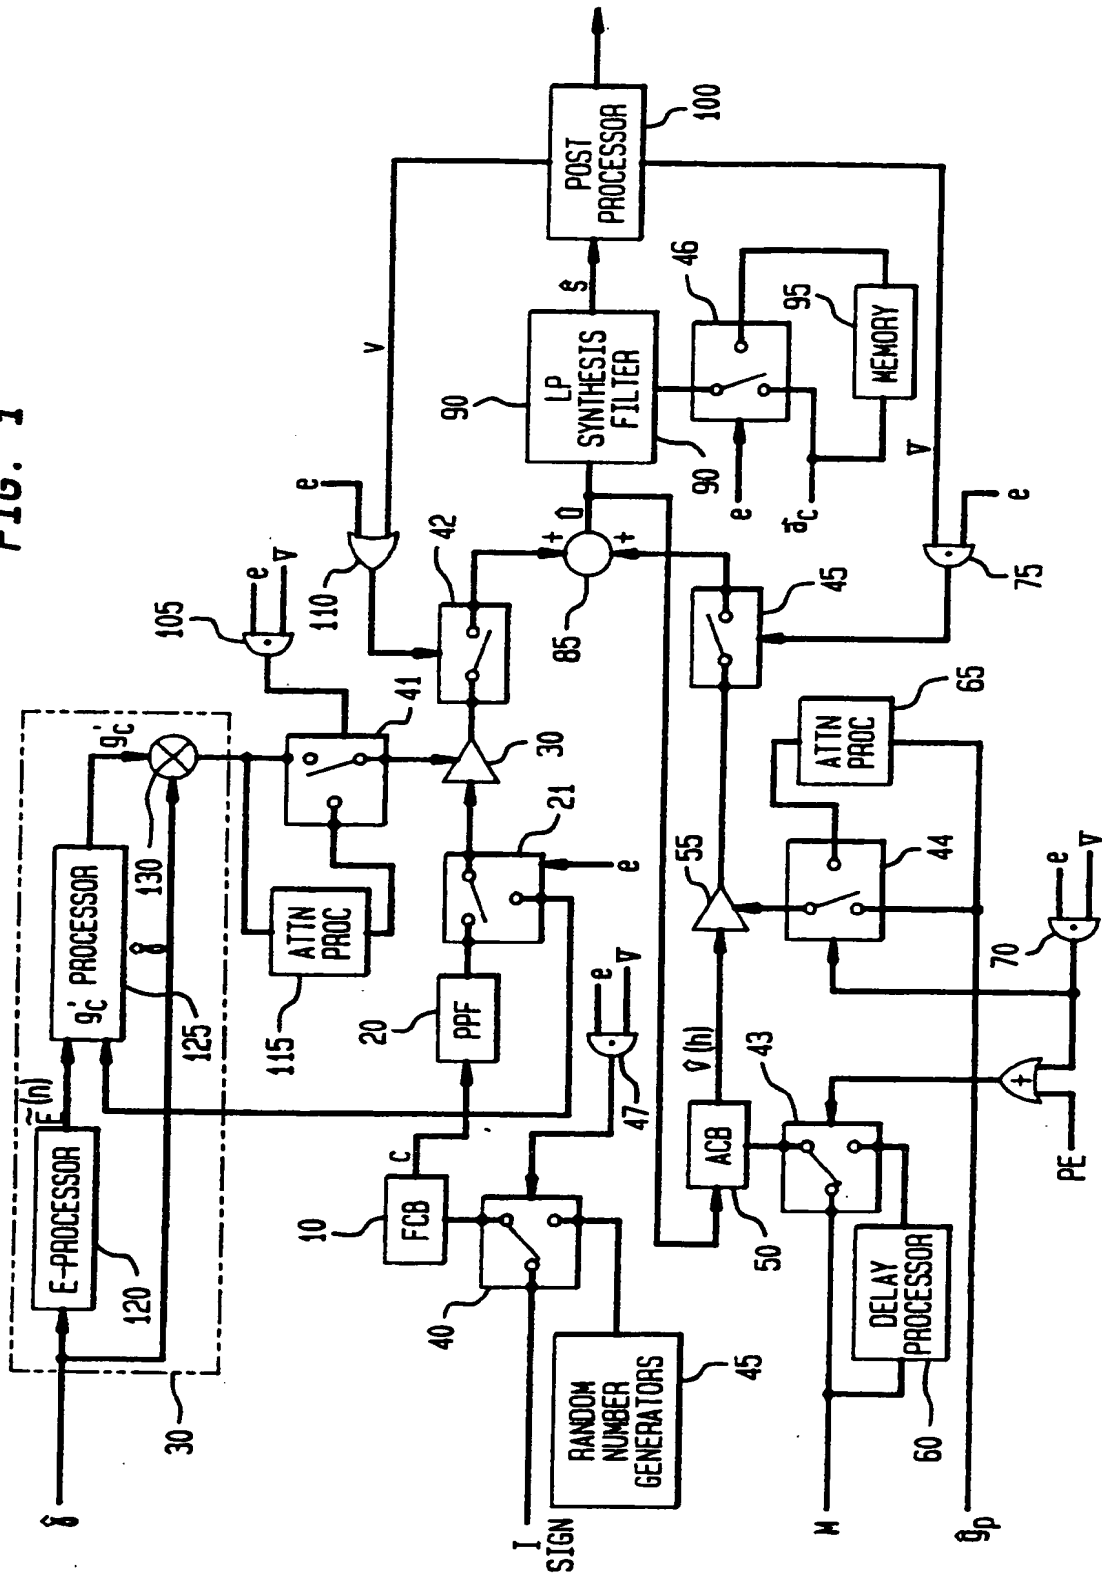 FIG. 1
γ̂
30
E-PROCESSOR
120
Ẽ(n)
g'c PROCESSOR
125
γ̂
g'c
130
105
e
v̄
e
110
V
ATTN
PROC
115
41
42
30
I
SIGN
40
10
FCB
C
20
PPF
21
e
RANDOM
NUMBER
GENERATORS
45
47
e
v̄
85
+
+
û
90
LP
SYNTHESIS
FILTER
90
ŝ
POST
PROCESSOR
100
46
e
âc
MEMORY
95
V̄
75
e
M
DELAY
PROCESSOR
60
43
ACB
50
v̄(h)
55
45
44
ATTN
PROC
65
PE
+
70
e
v̄
ĝp